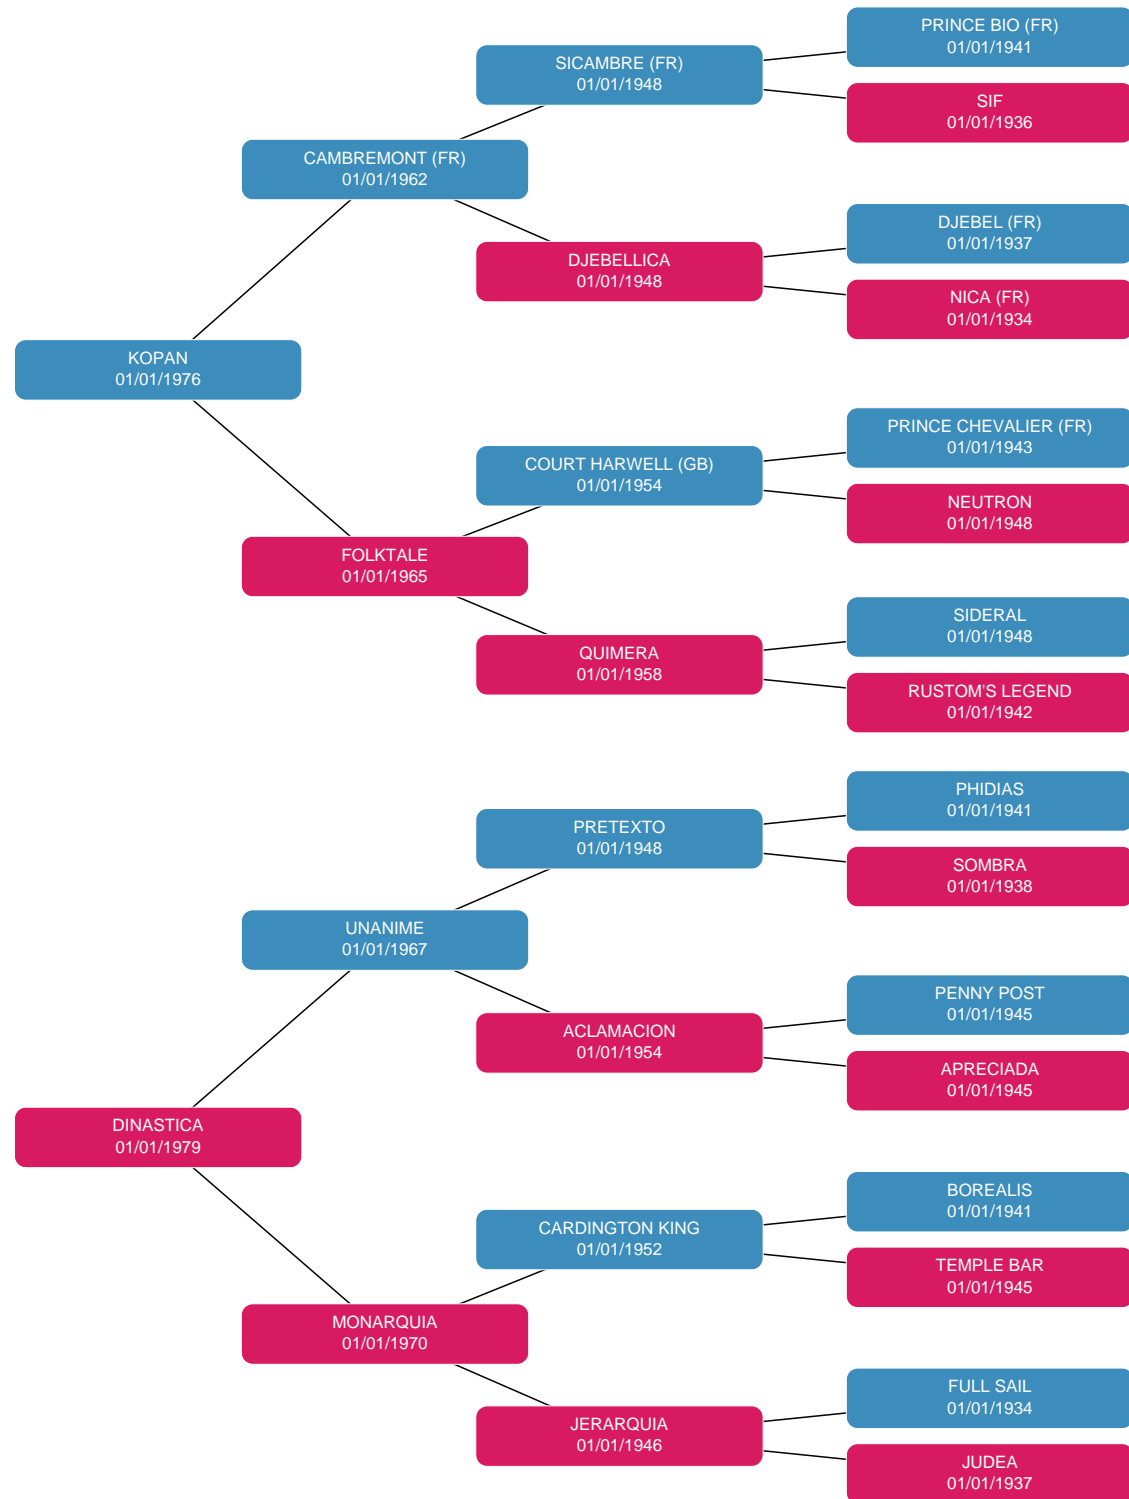 PRINCE BIO (FR)
01/01/1941
SICAMBRE (FR)
01/01/1948
SIF
01/01/1936
CAMBREMONT (FR)
01/01/1962
DJEBEL (FR)
01/01/1937
DJEBELLICA
01/01/1948
NICA (FR)
01/01/1934
KOPAN
01/01/1976
PRINCE CHEVALIER (FR)
01/01/1943
COURT HARWELL (GB)
01/01/1954
NEUTRON
01/01/1948
FOLKTALE
01/01/1965
SIDERAL
01/01/1948
QUIMERA
01/01/1958
RUSTOM'S LEGEND
01/01/1942
PHIDIAS
01/01/1941
PRETEXTO
01/01/1948
SOMBRA
01/01/1938
UNANIME
01/01/1967
PENNY POST
01/01/1945
ACLAMACION
01/01/1954
APRECIADA
01/01/1945
DINASTICA
01/01/1979
BOREALIS
01/01/1941
CARDINGTON KING
01/01/1952
TEMPLE BAR
01/01/1945
MONARQUIA
01/01/1970
FULL SAIL
01/01/1934
JERARQUIA
01/01/1946
JUDEA
01/01/1937